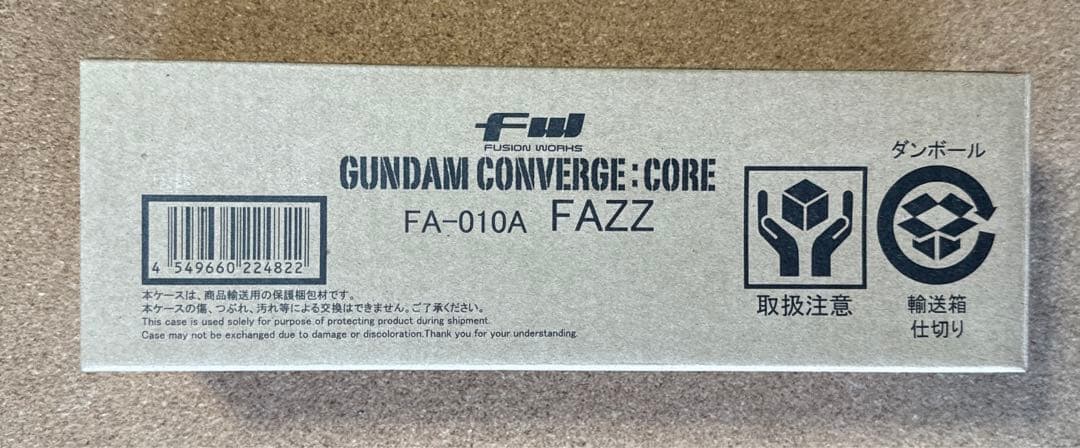 FW
FUSION WORKS
GUNDAM CONVERGE:CORE
FA-010A FAZZ
4 549660 224822
本ケースは、商品輸送用の保護梱包材です。
本ケースの傷、つぶれ、汚れ等による交換はできません。ご了承ください。
This case is used solely for purpose of protecting product during shipment.
Case may not be exchanged due to damage or discoloration.Thank you for your understanding.
取扱注意
ダンボール
輸送箱
仕切り